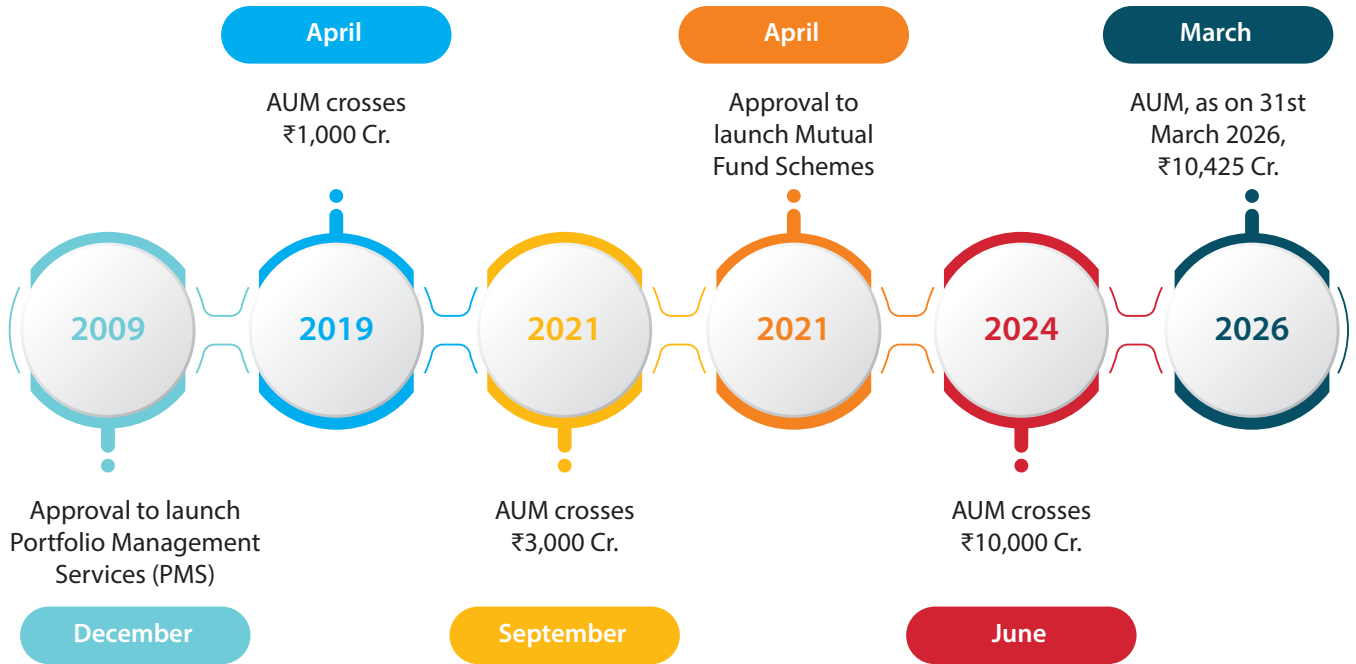 April
AUM crosses
₹1,000 Cr.
April
Approval to
launch Mutual
Fund Schemes
March
AUM, as on 31st
March 2026,
₹10,425 Cr.
2009
2019
2021
2021
2024
2026
Approval to launch
Portfolio Management
Services (PMS)
December
AUM crosses
₹3,000 Cr.
September
AUM crosses
₹10,000 Cr.
June